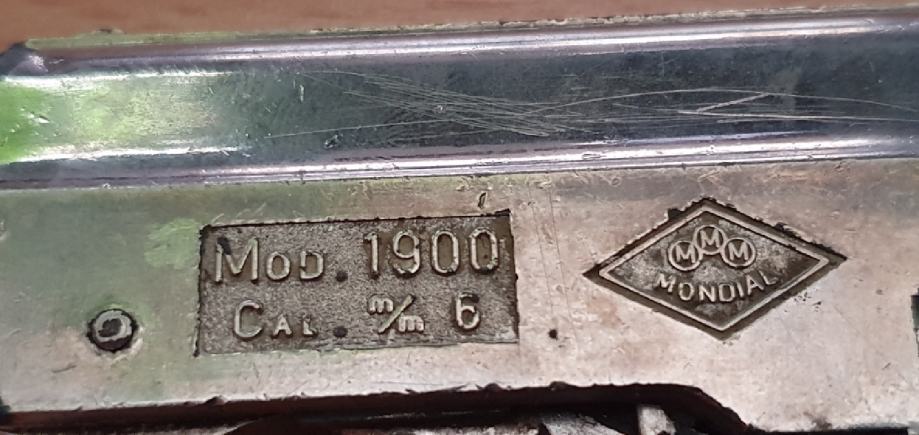 MOD. 1900
CAL. m/m 6
MMM
MONDIAL